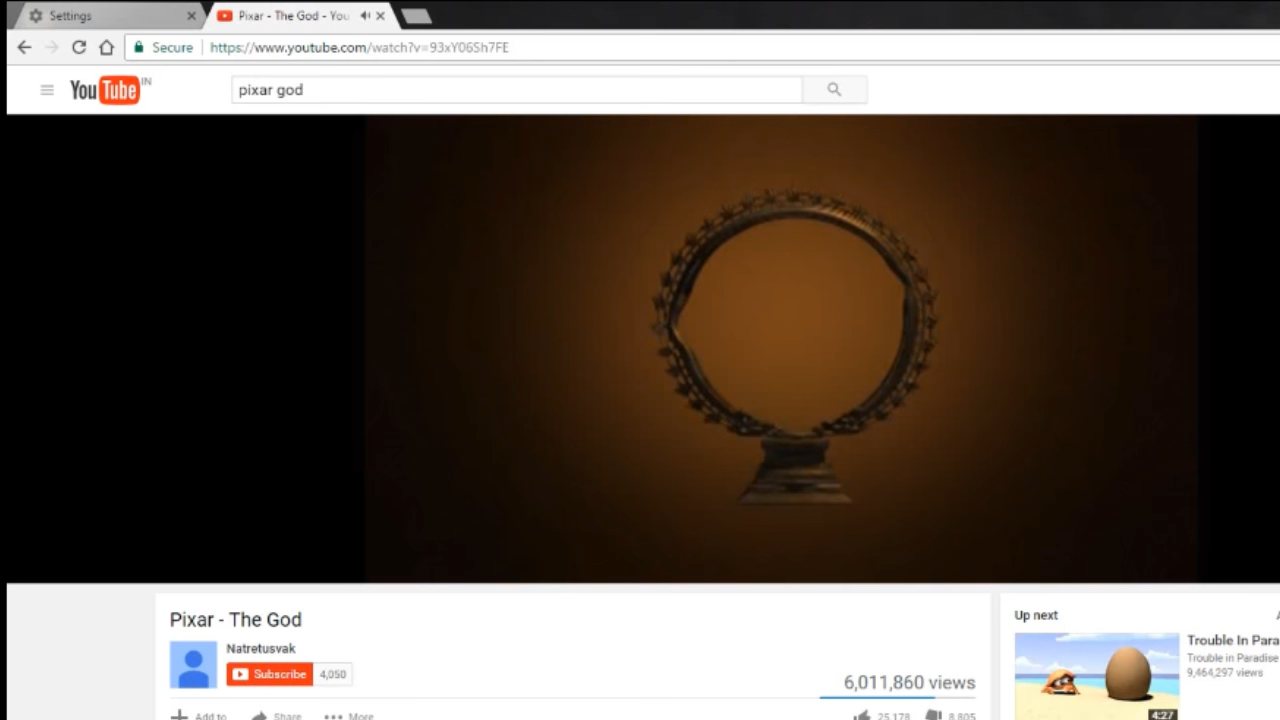 Settings
Pixar - The God - You
Secure https://www.youtube.com/watch?v=93xY06Sh7FE
YouTube IN
pixar god
Pixar - The God
Natretusvak
Subscribe 4,050
6,011,860 views
Add to Share More
25,178 8,805
Up next
Trouble In Para
Trouble in Paradise
9,464,297 views
4:27